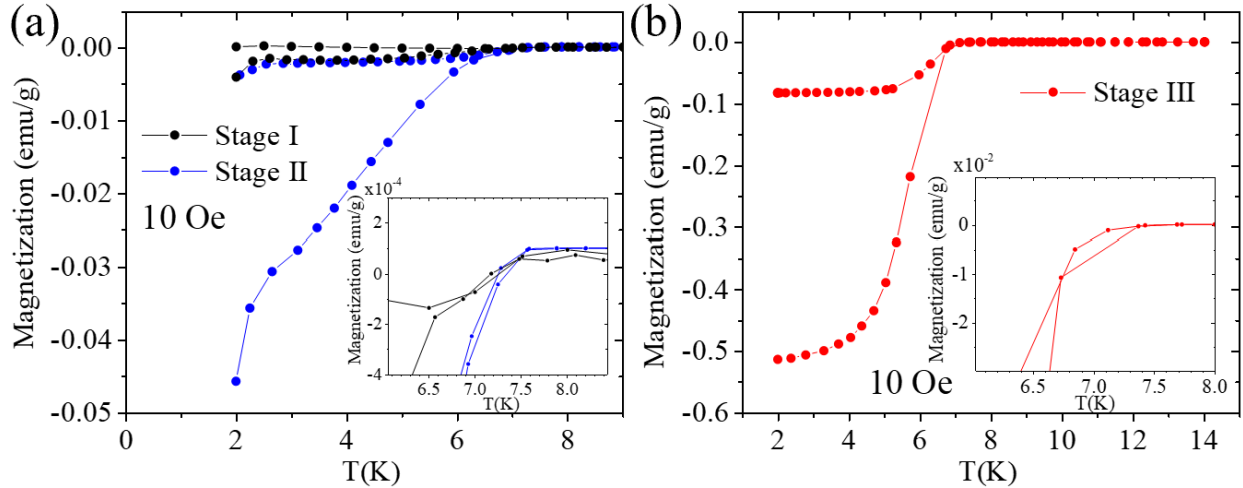 (a)
0.00
-0.01
-0.02
-0.03
-0.04
-0.05
Magnetization (emu/g)
Stage I
Stage II
10 Oe
x10-4
2
0
-2
-4
Magnetization (emu/g)
6.5 7.0 7.5 8.0
T(K)
0 2 4 6 8
T(K)
(b)
0.0
-0.1
-0.2
-0.3
-0.4
-0.5
-0.6
Magnetization (emu/g)
Stage III
10 Oe
x10-2
0
-2
Magnetization (emu/g)
6.5 7.0 7.5 8.0
T(K)
2 4 6 8 10 12 14
T(K)